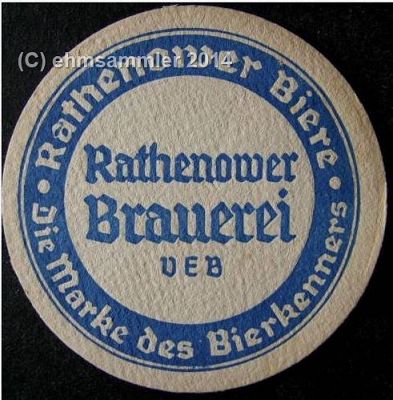 (C) ehmsammler 2014
Rathenower Biere
Rathenower
Brauerei
VEB
Die Marke des Bierkenners